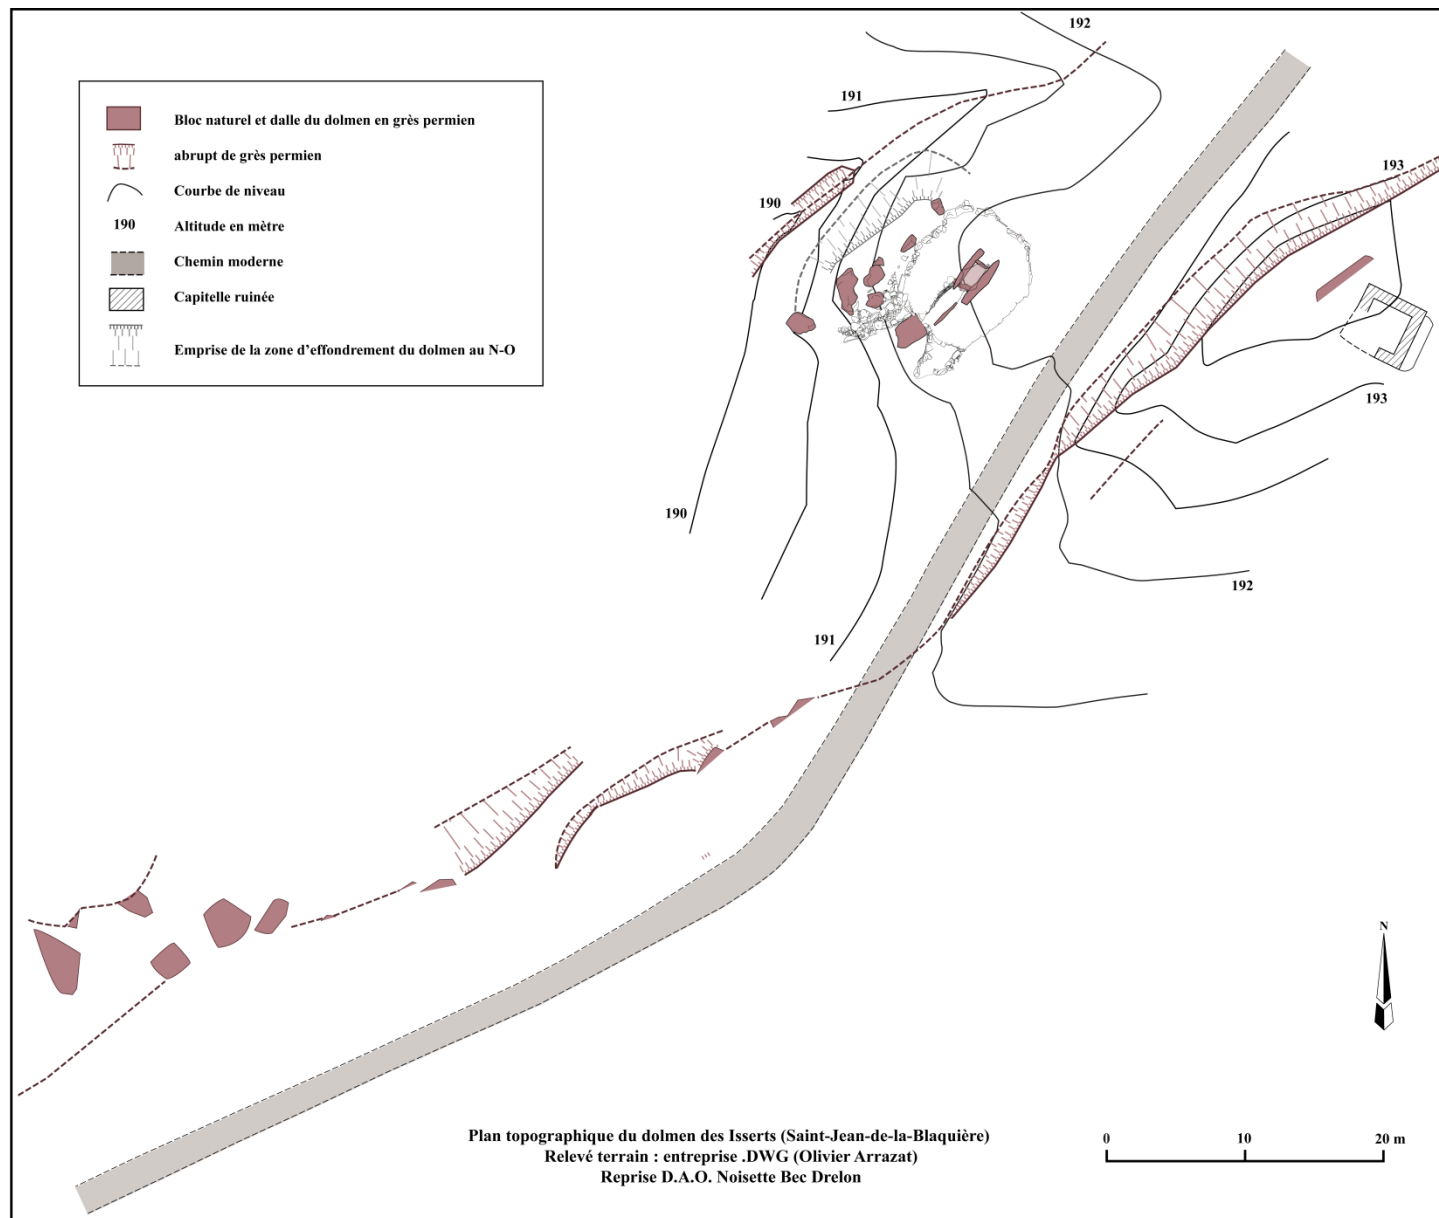 192
191
193
190
Bloc naturel et dalle du dolmen en grès permien
abrupt de grès permien
Courbe de niveau
190 Altitude en mètre
Chemin moderne
Capitelle ruinée
Emprise de la zone d'effondrement du dolmen au N-O
193
190
192
191
N
Plan topographique du dolmen des Isserts (Saint-Jean-de-la-Blaquière)
Relevé terrain : entreprise .DWG (Olivier Arrazat)
Reprise D.A.O. Noisette Bec Drelon
0 10 20 m